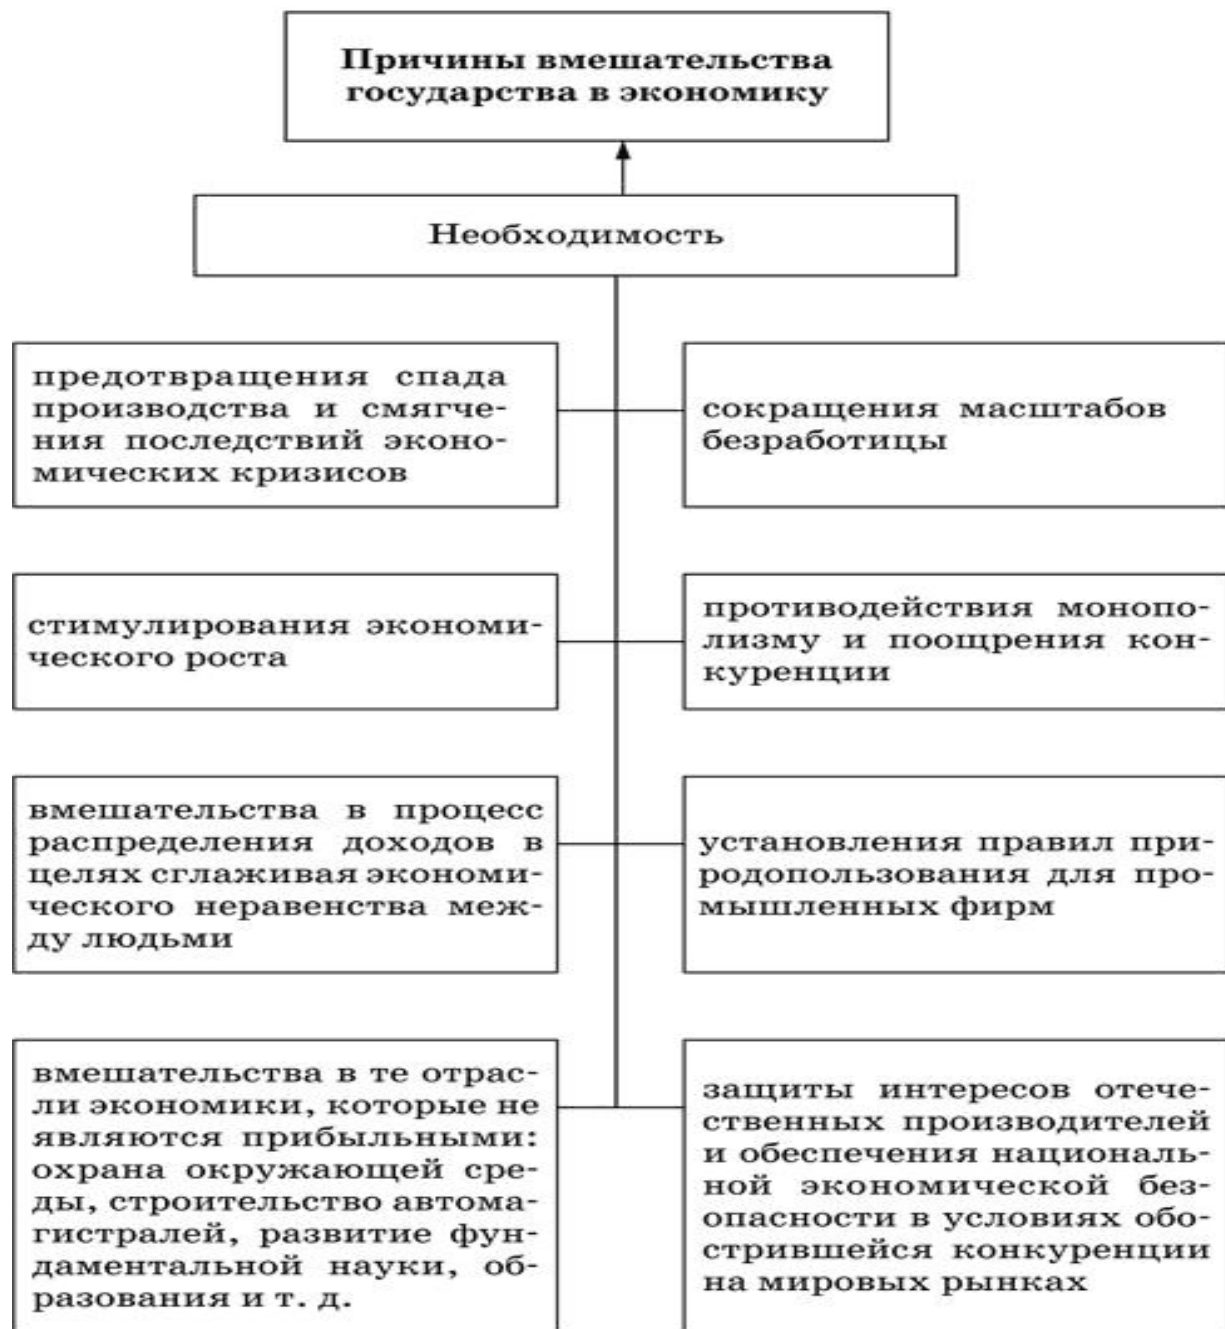 Причины вмешательства
государства в экономику
Необходимость
предотвращения спада
производства и смягче-
ния последствий эконо-
мических кризисов
сокращения масштабов
безработицы
стимулирования экономи-
ческого роста
противодействия монопо-
лизму и поощрения кон-
куренции
вмешательства в процесс
распределения доходов в
целях сглаживая экономи-
ческого неравенства меж-
ду людьми
установления правил при-
родопользования для про-
мышленных фирм
вмешательства в те отрас-
ли экономики, которые не
являются прибыльными:
охрана окружающей сре-
ды, строительство автома-
гистралей, развитие фун-
даментальной науки, об-
разования и т. д.
защиты интересов отече-
ственных производителей
и обеспечения националь-
ной экономической без-
опасности в условиях обо-
стрившейся конкуренции
на мировых рынках